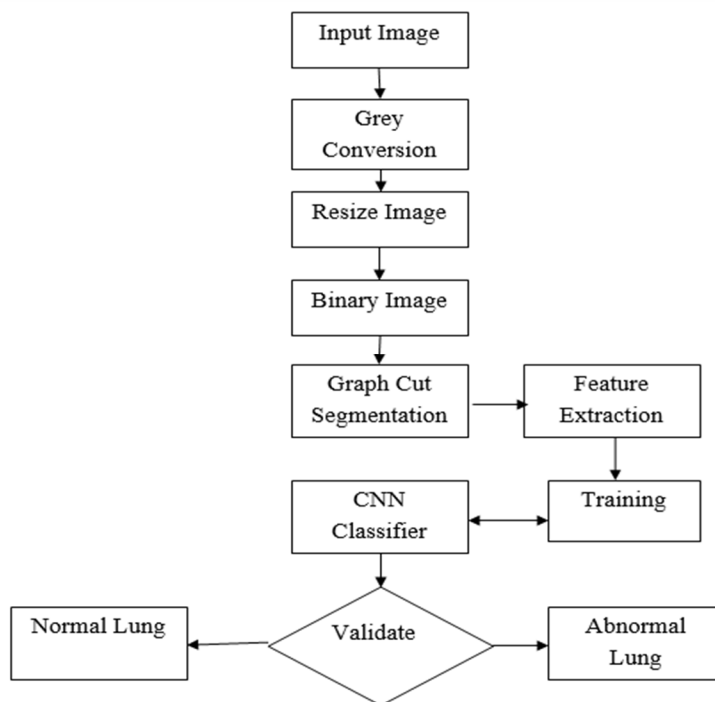 Input Image
Grey
Conversion
Resize Image
Binary Image
Graph Cut
Segmentation
Feature
Extraction
CNN
Classifier
Training
Normal Lung
Validate
Abnormal
Lung